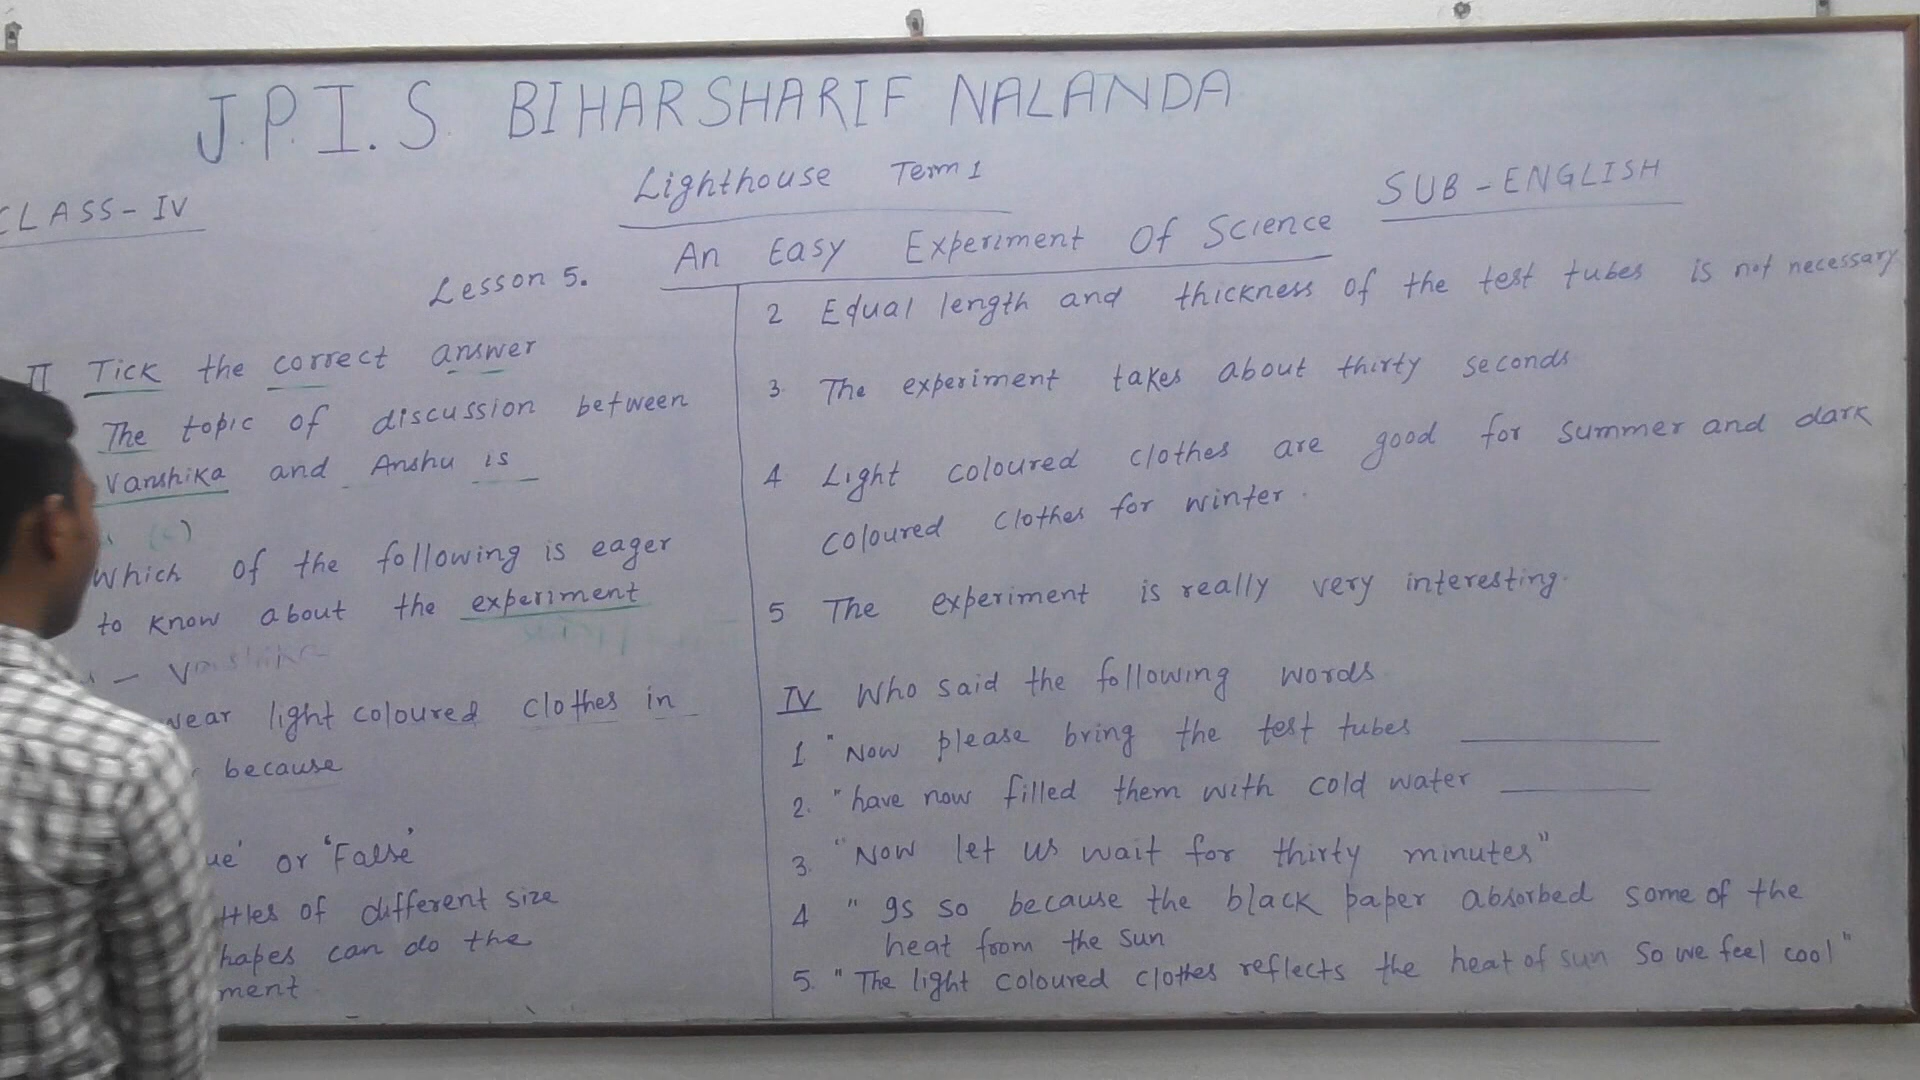 J.P.I.S. BIHARSHARIF NALANDA
Lighthouse Term 1
CLASS-IV
SUB-ENGLISH
Lesson 5. An Easy Experiment Of Science
II Tick the correct answer
The topic of discussion between
Vanshika and Anshu is
(c)
Which of the following is eager
to know about the experiment
wear light coloured clothes in
because
or 'False'
of different size
can do the
2 Equal length and thickness of the test tubes is not necessary
3. The experiment takes about thirty seconds
4 Light coloured clothes are good for summer and dark
coloured clothes for winter.
5 The experiment is really very interesting.
IV Who said the following words
1 "Now please bring the test tubes
2. "have now filled them with cold water
3. "Now let us wait for thirty minutes"
4 "Is so because the black paper absorbed some of the
heat from the sun
5. "The light coloured clothes reflects the heat of sun So we feel cool"